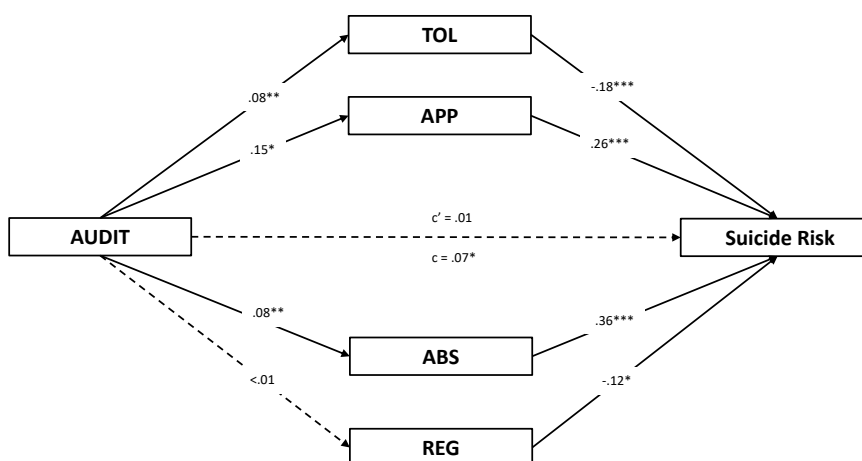 TOL
.08**
-.18***
APP
.15*
.26***
c' = .01
AUDIT
Suicide Risk
c = .07*
.08**
.36***
ABS
<.01
-.12*
REG